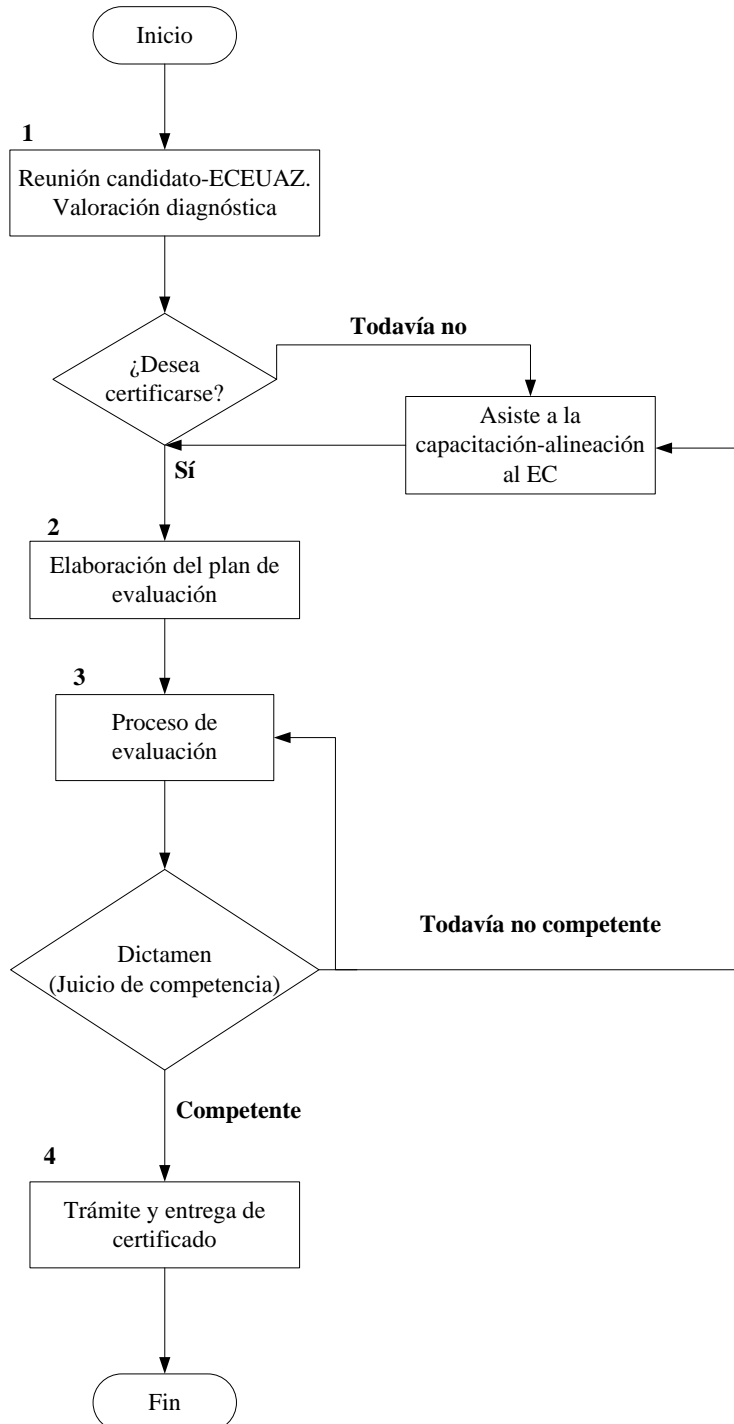 Inicio
1
Reunión candidato-ECEUAZ.
Valoración diagnóstica
Todavía no
¿Desea
certificarse?
Asiste a la
capacitación-alineación
al EC
Sí
2
Elaboración del plan de
evaluación
3
Proceso de
evaluación
Todavía no competente
Dictamen
(Juicio de competencia)
Competente
4
Trámite y entrega de
certificado
Fin